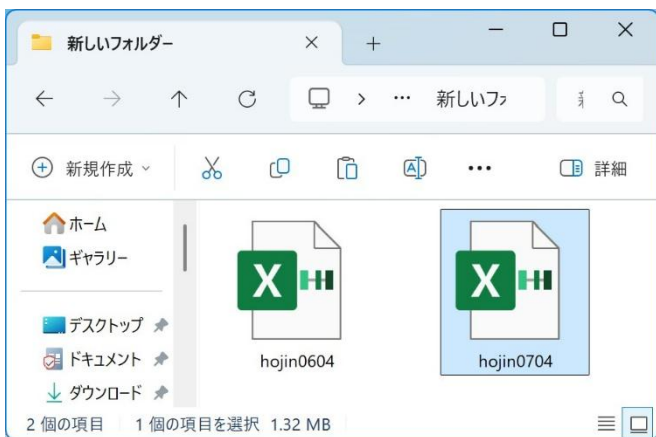 新しいフォルダー
新しいフ
新規作成
詳細
ホーム
ギャラリー
デスクトップ
ドキュメント
ダウンロード
X
X
hojin0604
hojin0704
2 個の項目 1 個の項目を選択 1.32 MB